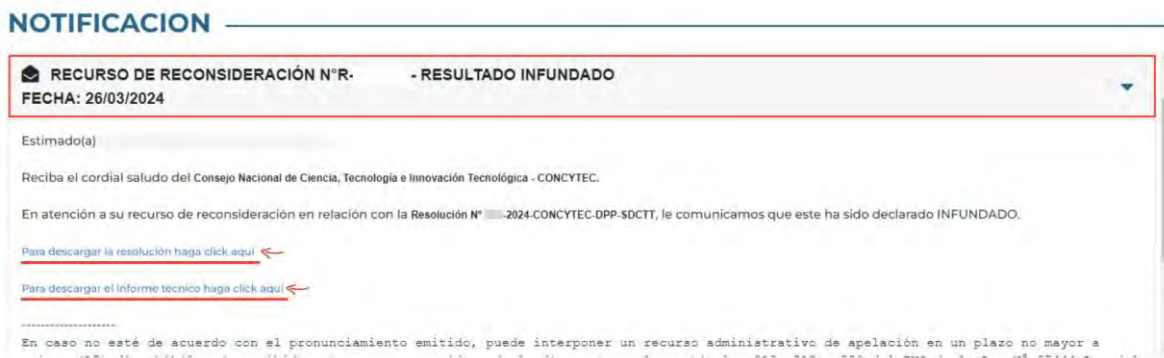 NOTIFICACION
RECURSO DE RECONSIDERACIÓN N°R- - RESULTADO INFUNDADO
FECHA: 26/03/2024
Estimado(a)
Reciba el cordial saludo del Consejo Nacional de Ciencia, Tecnología e Innovación Tecnológica - CONCYTEC.
En atención a su recurso de reconsideración en relación con la Resolución N° -2024-CONCYTEC-DPP-SDCTT, le comunicamos que este ha sido declarado INFUNDADO.
Para descargar la resolución haga click aquí
Para descargar el informe técnico haga click aquí
--------------------
En caso no esté de acuerdo con el pronunciamiento emitido, puede interponer un recurso administrativo de apelación en un plazo no mayor a